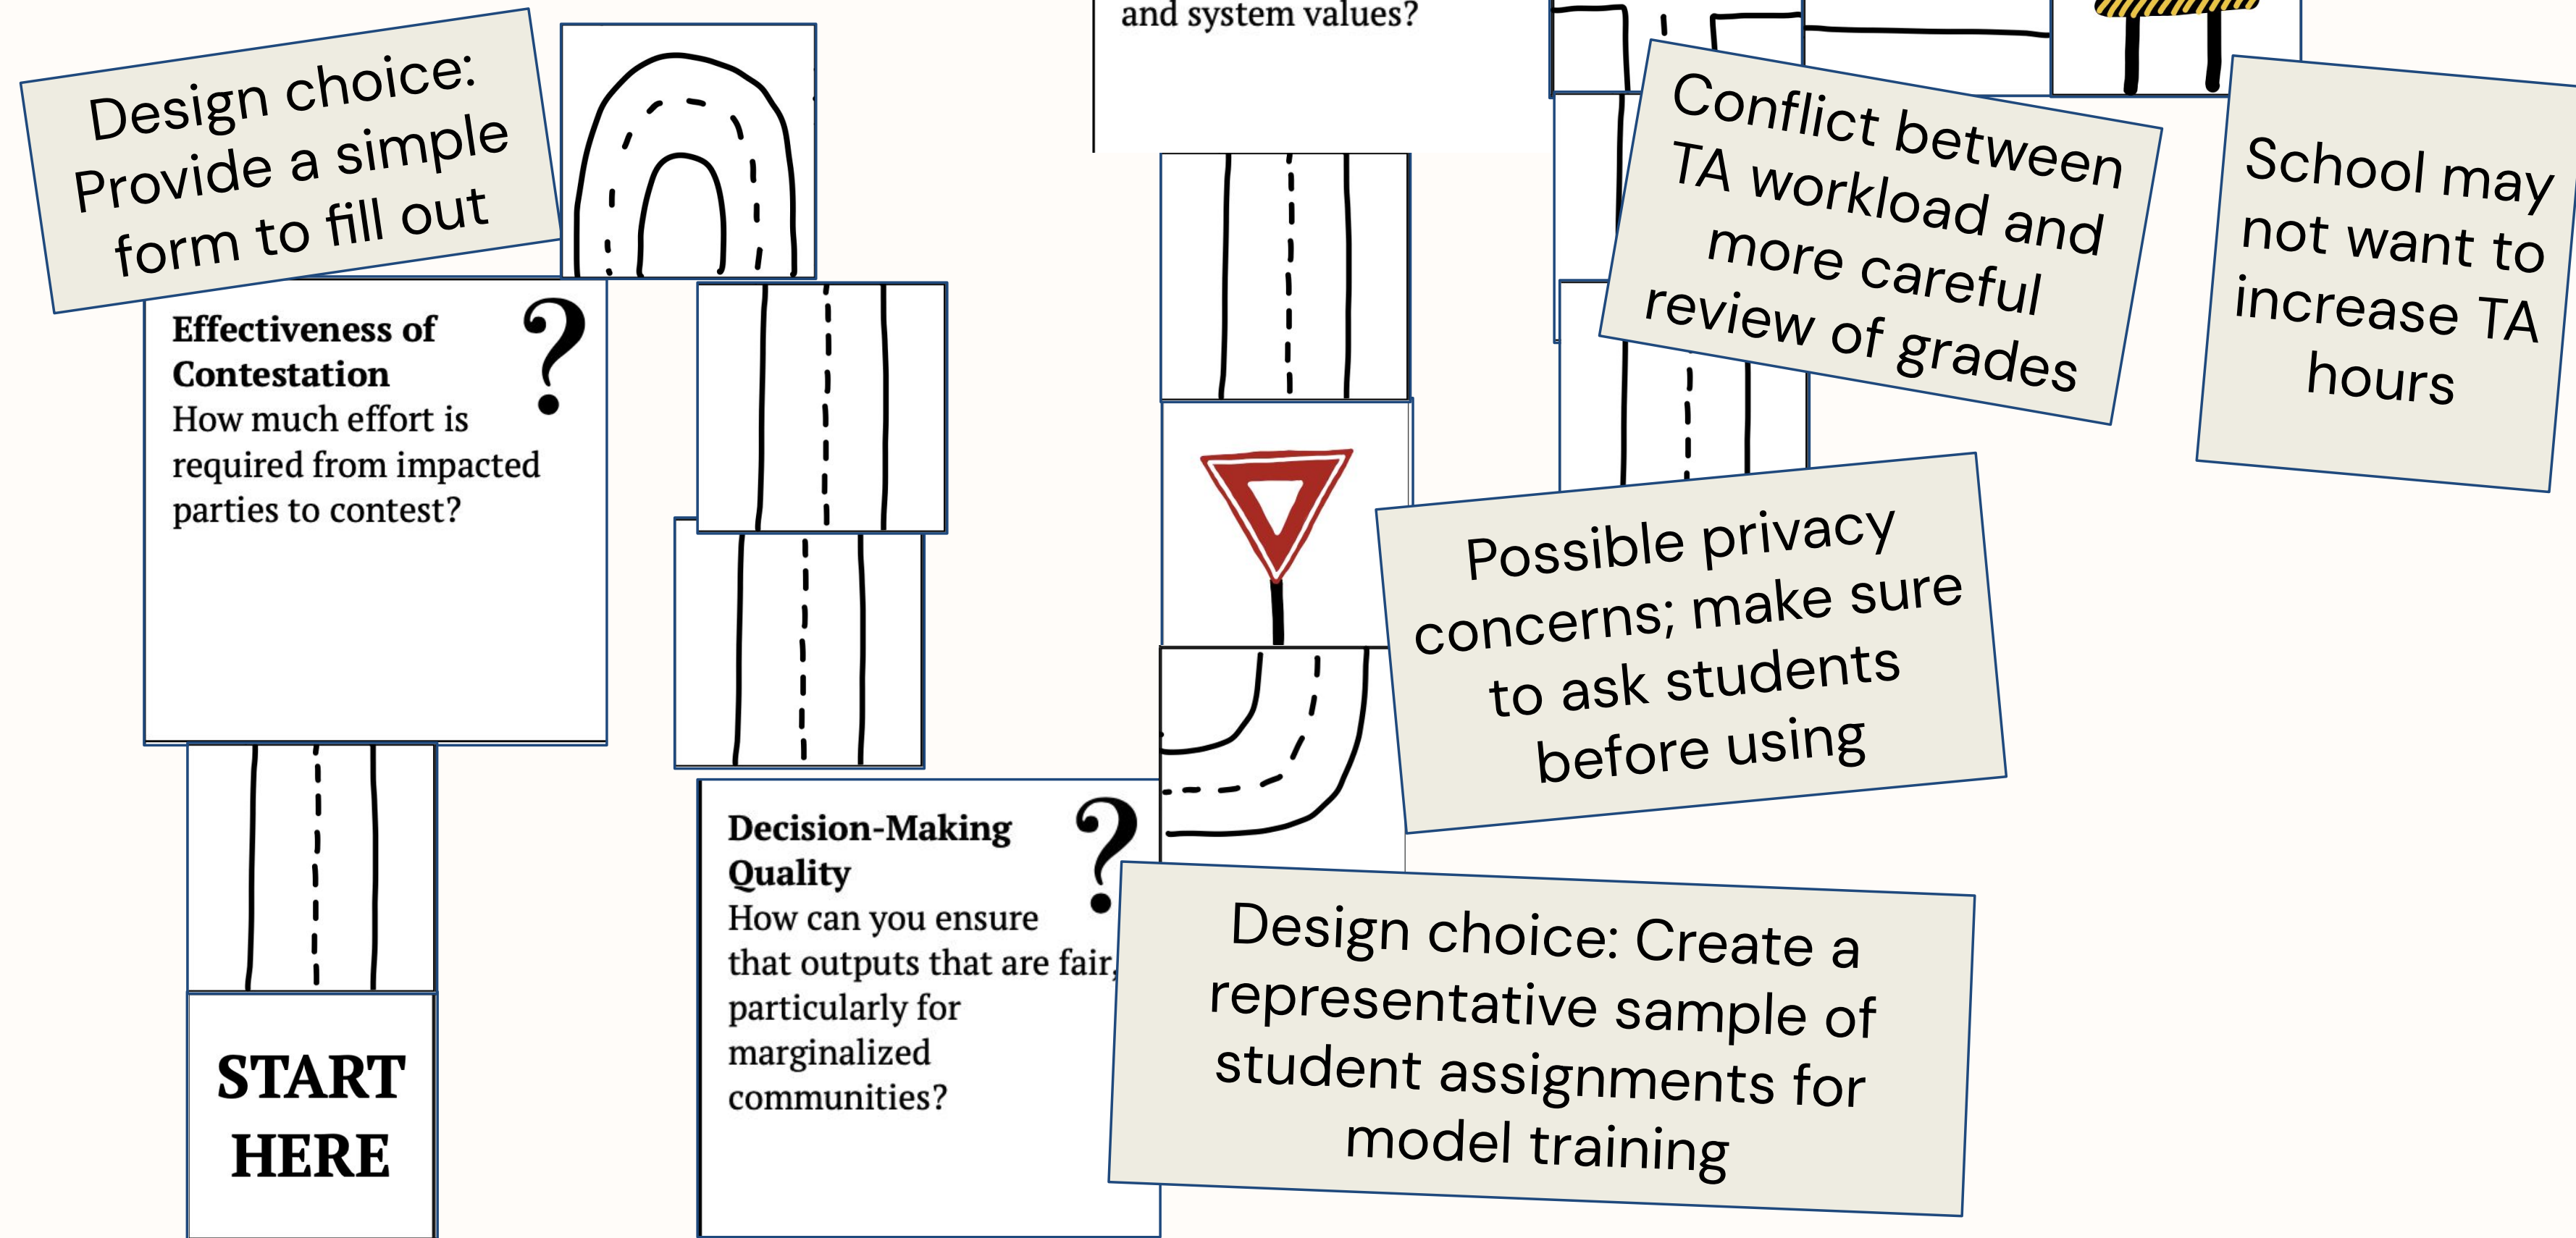 Design choice:
Provide a simple
form to fill out
Effectiveness of
Contestation
?
How much effort is
required from impacted
parties to contest?
START
HERE
Decision-Making
Quality
?
How can you ensure
that outputs that are fair,
particularly for
marginalized
communities?
Design choice: Create a
representative sample of
student assignments for
model training
Possible privacy
concerns; make sure
to ask students
before using
and system values?
Conflict between
TA workload and
more careful
review of grades
School may
not want to
increase TA
hours